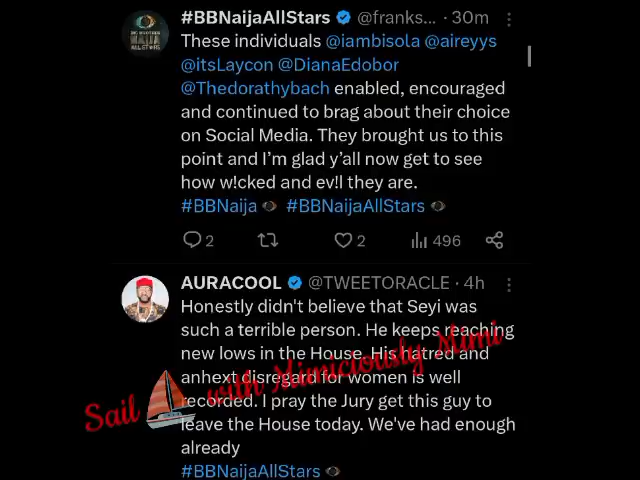 #BBNaijaAllStars @franks... · 30m
These individuals @iambisola @aireyys
@itsLaycon @DianaEdobor
@Thedorathybach enabled, encouraged
and continued to brag about their choice
on Social Media. They brought us to this
point and I’m glad y’all now get to see
how w!cked and ev!l they are.
#BBNaija #BBNaijaAllStars
2 2 496
AURACOOL @TWEETORACLE · 4h
Honestly didn't believe that Seyi was
such a terrible person. He keeps reaching
new lows in the House. His hatred and
anhext disregard for women is well
recorded. I pray the Jury get this guy to
leave the House today. We've had enough
already
#BBNaijaAllStars
Sail with Mimiciously Mimi